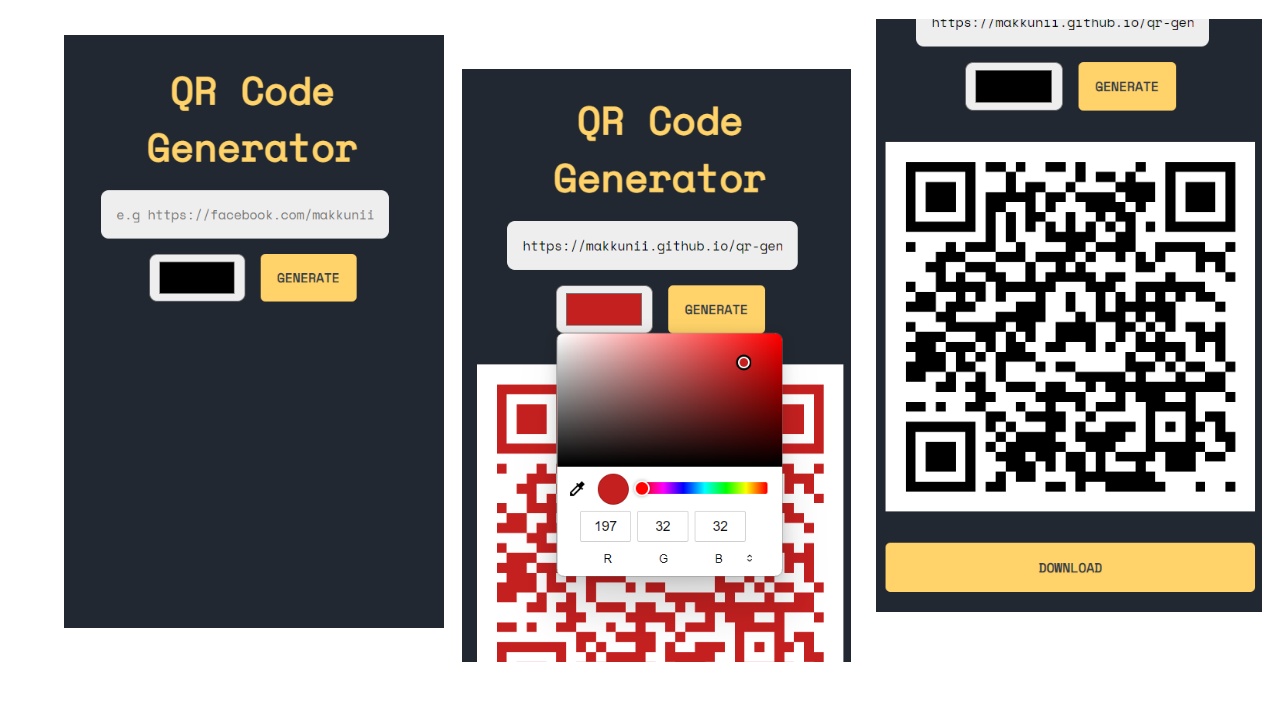 QR Code
Generator
e.g https://facebook.com/makkunii
GENERATE
QR Code
Generator
https://makkunii.github.io/qr-gen
GENERATE
197 32 32
R G B
https://makkunii.github.io/qr-gen
GENERATE
DOWNLOAD